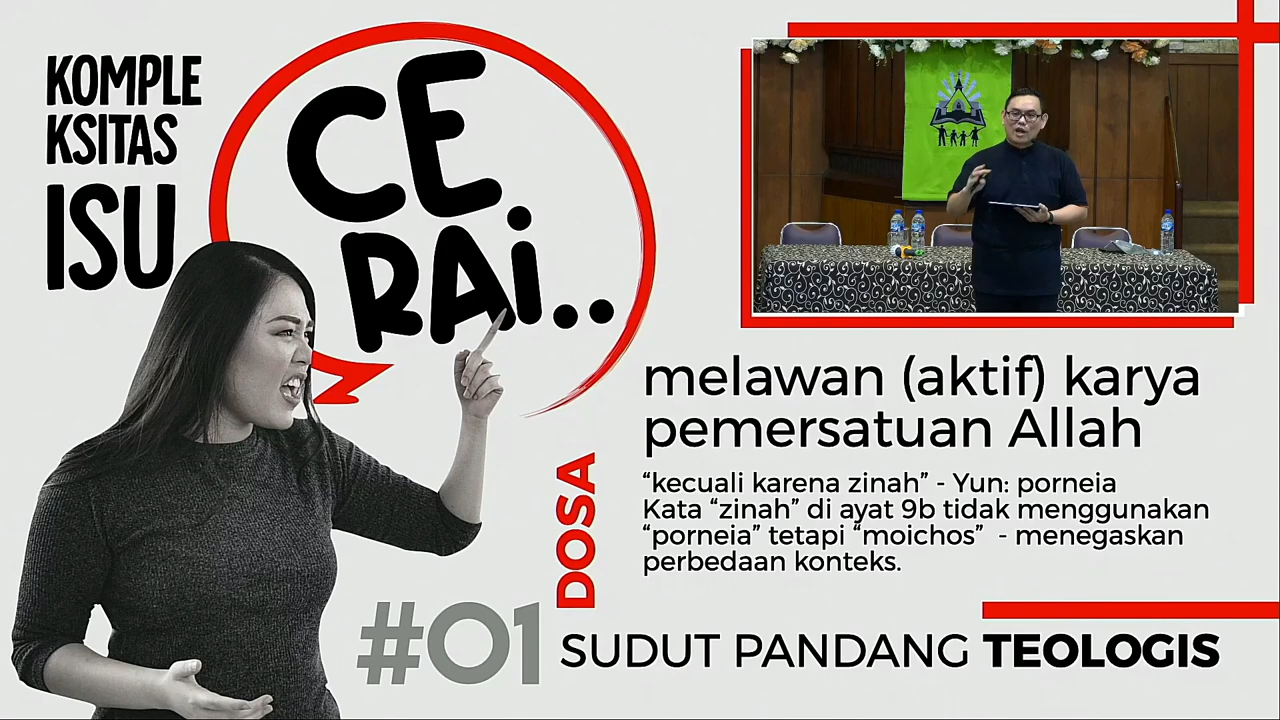 KOMPLE
KSITAS
ISU
CE
RAi..
melawan (aktif) karya
pemersatuan Allah
“kecuali karena zinah” - Yun: porneia
Kata “zinah” di ayat 9b tidak menggunakan
“porneia” tetapi “moichos”  - menegaskan
perbedaan konteks.
DOSA
#01
SUDUT PANDANG TEOLOGIS